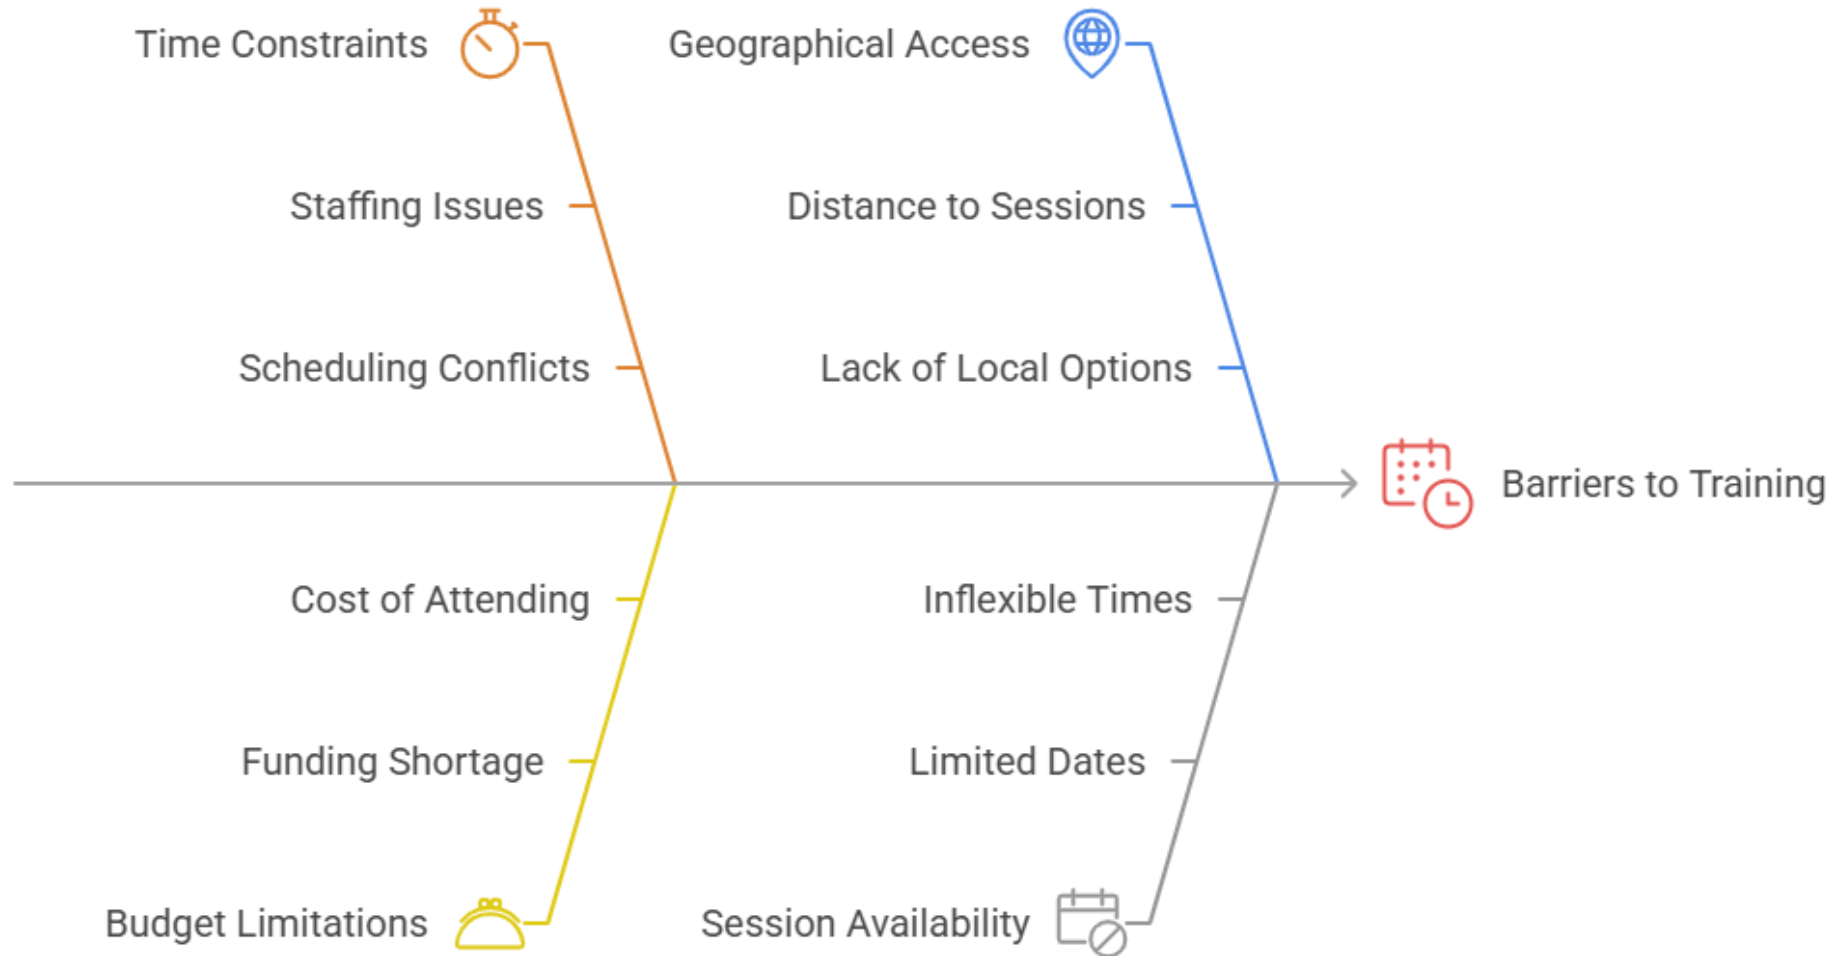 Time Constraints
Geographical Access
Staffing Issues
Distance to Sessions
Scheduling Conflicts
Lack of Local Options
Barriers to Training
Cost of Attending
Inflexible Times
Funding Shortage
Limited Dates
Budget Limitations
Session Availability